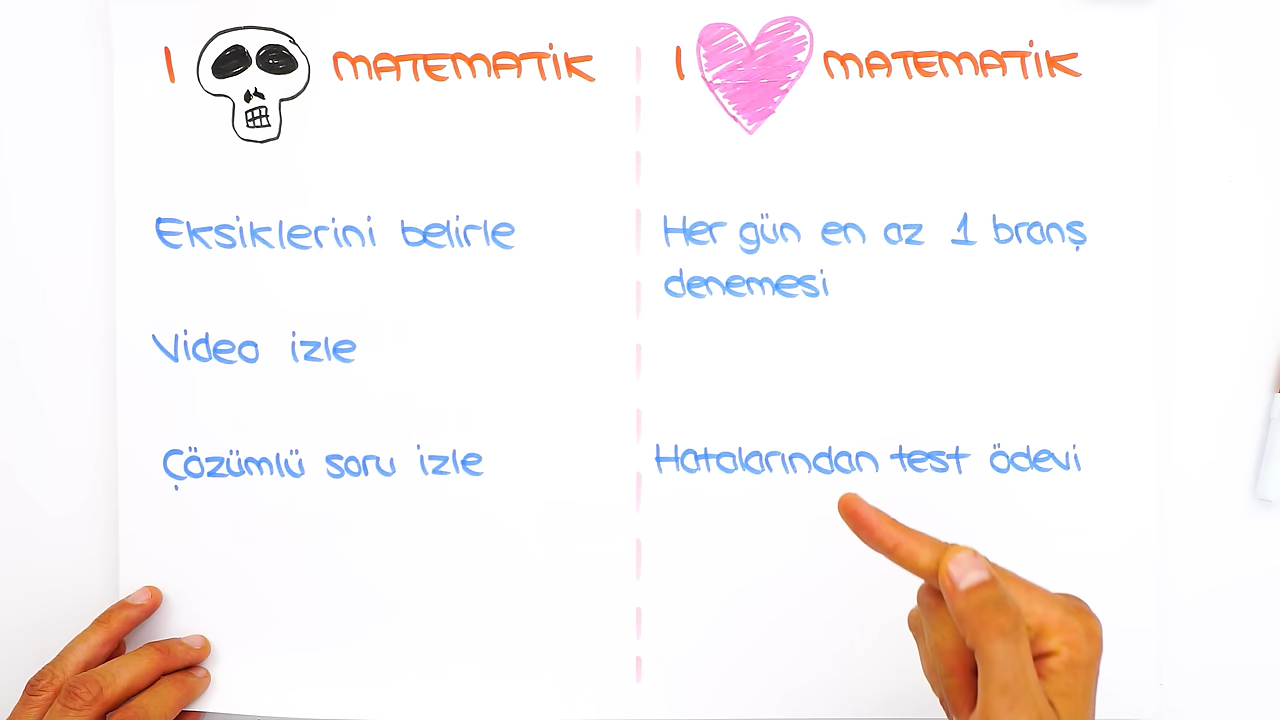 I MATEMATİK
Eksiklerini belirle
Video izle
Çözümlü soru izle
I MATEMATİK
Her gün en az 1 branş
denemesi
Hatalarından test ödevi